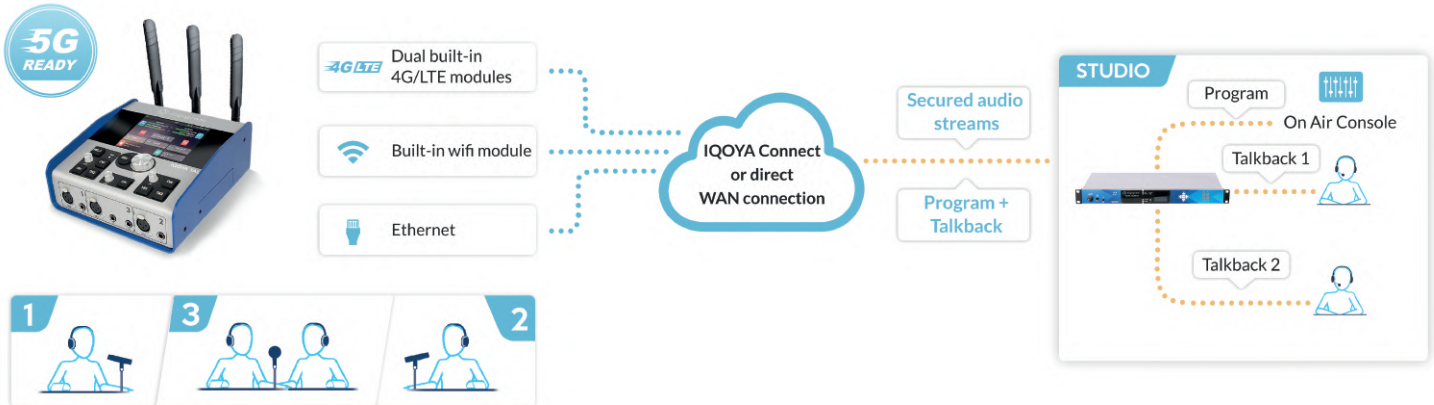 5G
READY
4G LTE
Dual built-in
4G/LTE modules
Built-in wifi module
Ethernet
IQOYA Connect
or direct
WAN connection
Secured audio
streams
Program +
Talkback
STUDIO
Program
On Air Console
Talkback 1
Talkback 2
1
3
2